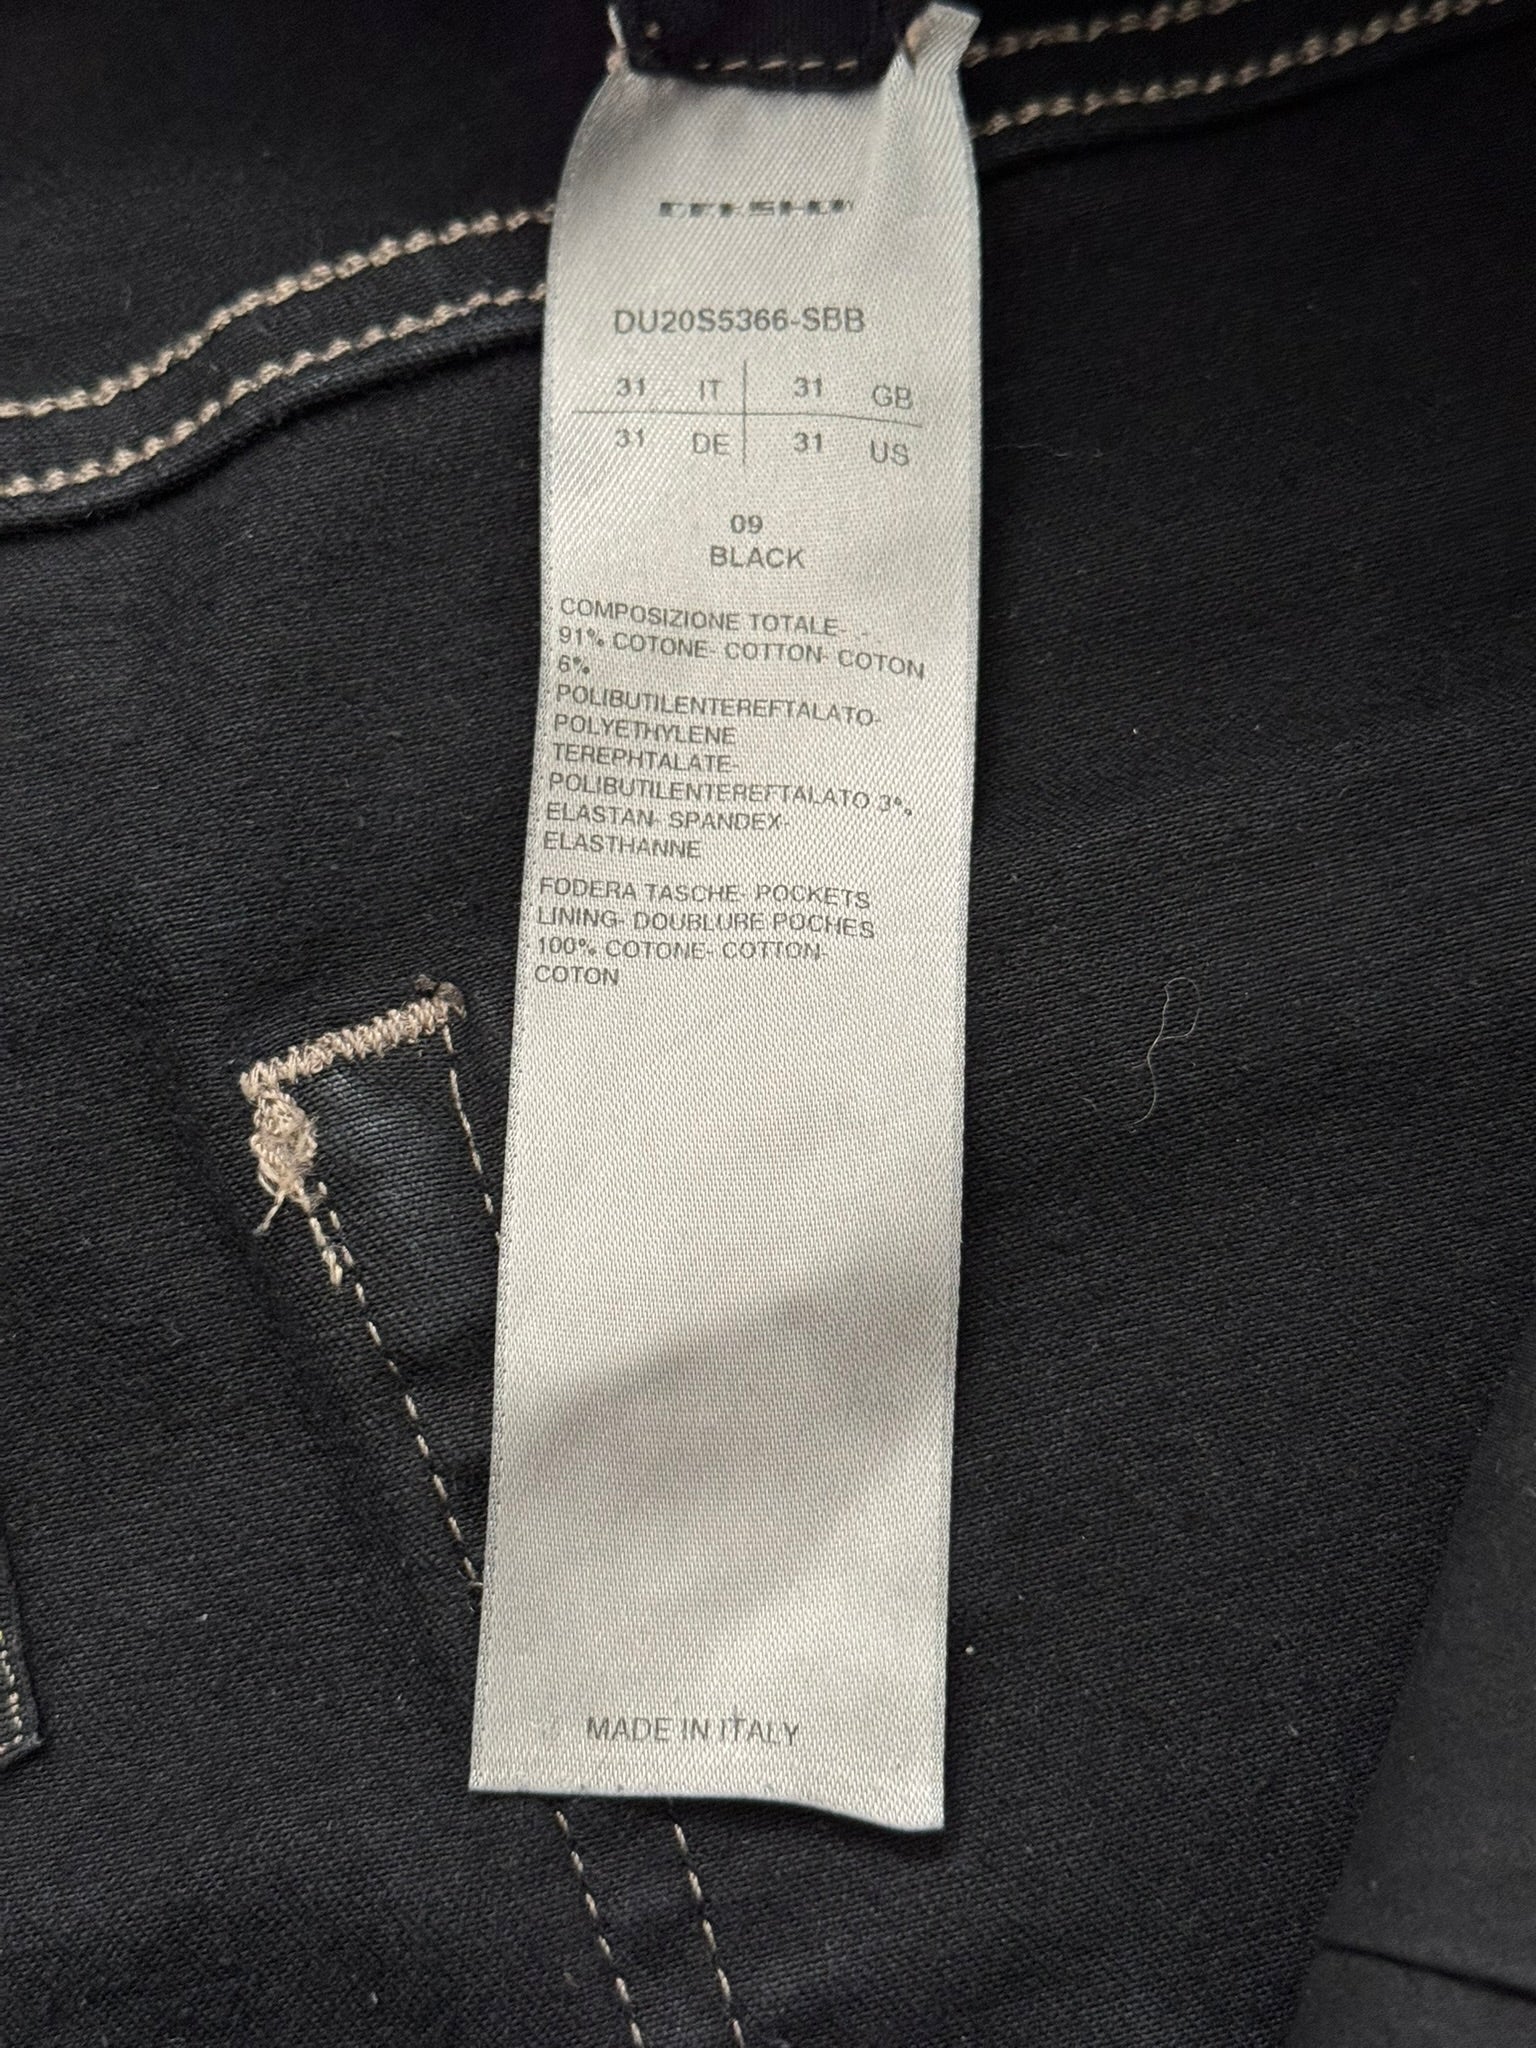 DRKSHDW
DU20S5366-SBB
31 IT 31 GB
31 DE 31 US
09
BLACK
COMPOSIZIONE TOTALE- - -
91% COTONE- COTTON- COTON
6%
POLIBUTILENTEREFTALATO-
POLYETHYLENE
TEREPHTALATE-
POLIBUTILENTEREFTALATO 3%
ELASTAN- SPANDEX-
ELASTHANNE
FODERA TASCHE- POCKETS
LINING- DOUBLURE POCHES
100% COTONE- COTTON-
COTON
MADE IN ITALY